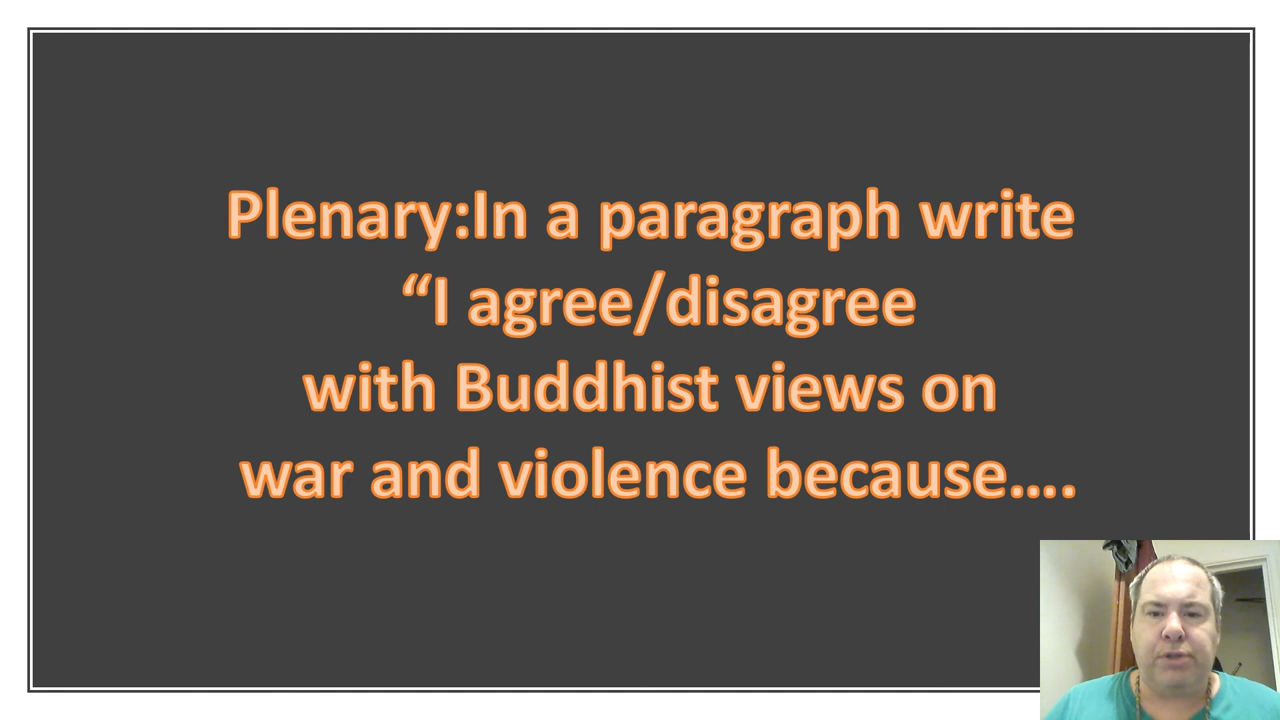 Plenary:In a paragraph write
“I agree/disagree
with Buddhist views on
war and violence because….